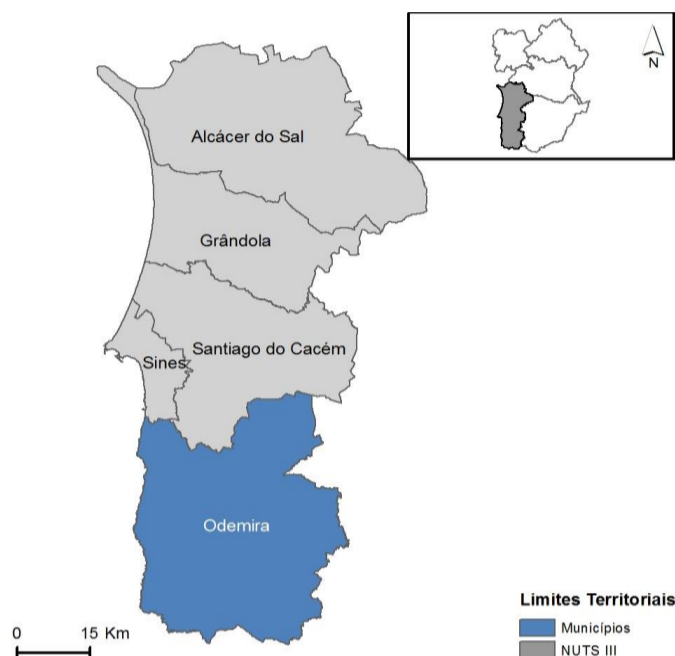 N
Alcácer do Sal
Grândola
Santiago do Cacém
Sines
Odemira
0 15 Km
Limites Territoriais
Municípios
NUTS III